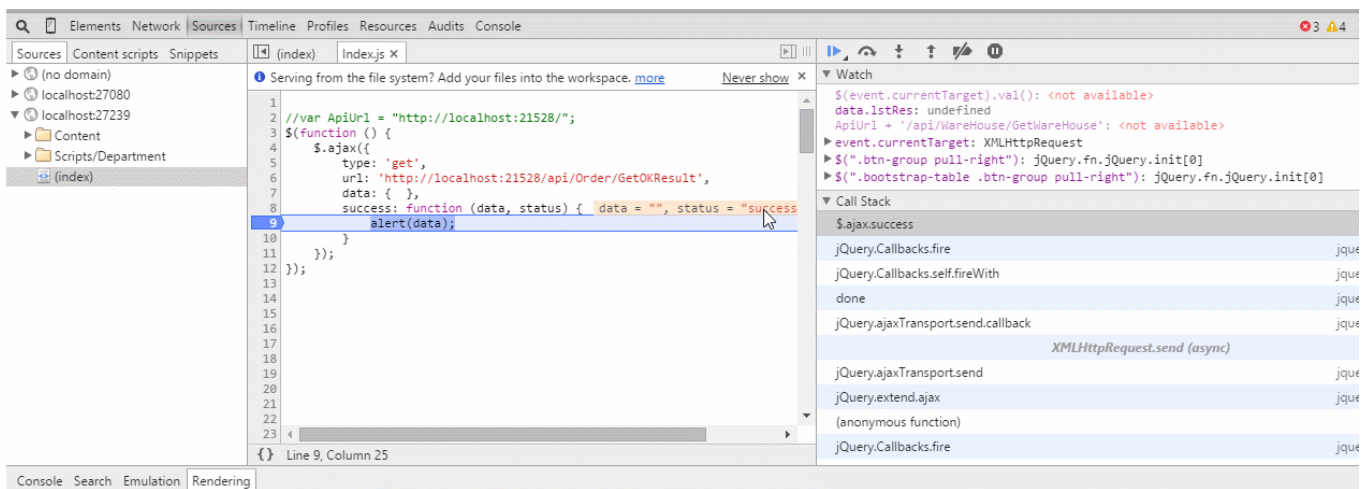 Elements Network Sources Timeline Profiles Resources Audits Console
3 4
Sources Content scripts Snippets
(no domain)
localhost:27080
localhost:27239
Content
Scripts/Department
(index)
(index) Index.js ×
Serving from the file system? Add your files into the workspace. more Never show ×
1
2 //var ApiUrl = "http://localhost:21528/";
3 $(function () {
4 $.ajax({
5 type: 'get',
6 url: 'http://localhost:21528/api/Order/GetOKResult',
7 data: { },
8 success: function (data, status) { data = "", status = "success
9 alert(data);
10 }
11 });
12 });
13
14
15
16
17
18
19
20
21
22
23
{} Line 9, Column 25
Watch
$(event.currentTarget).val(): <not available>
data.lstRes: undefined
ApiUrl + '/api/WareHouse/GetWareHouse': <not available>
event.currentTarget: XMLHttpRequest
$(".btn-group pull-right"): jQuery.fn.jQuery.init[0]
$(".bootstrap-table .btn-group pull-right"): jQuery.fn.jQuery.init[0]
Call Stack
$.ajax.success
jQuery.Callbacks.fire jque
jQuery.Callbacks.self.fireWith jque
done jque
jQuery.ajaxTransport.send.callback jque
XMLHttpRequest.send (async)
jQuery.ajaxTransport.send jque
jQuery.extend.ajax jque
(anonymous function)
jQuery.Callbacks.fire jque
Console Search Emulation Rendering